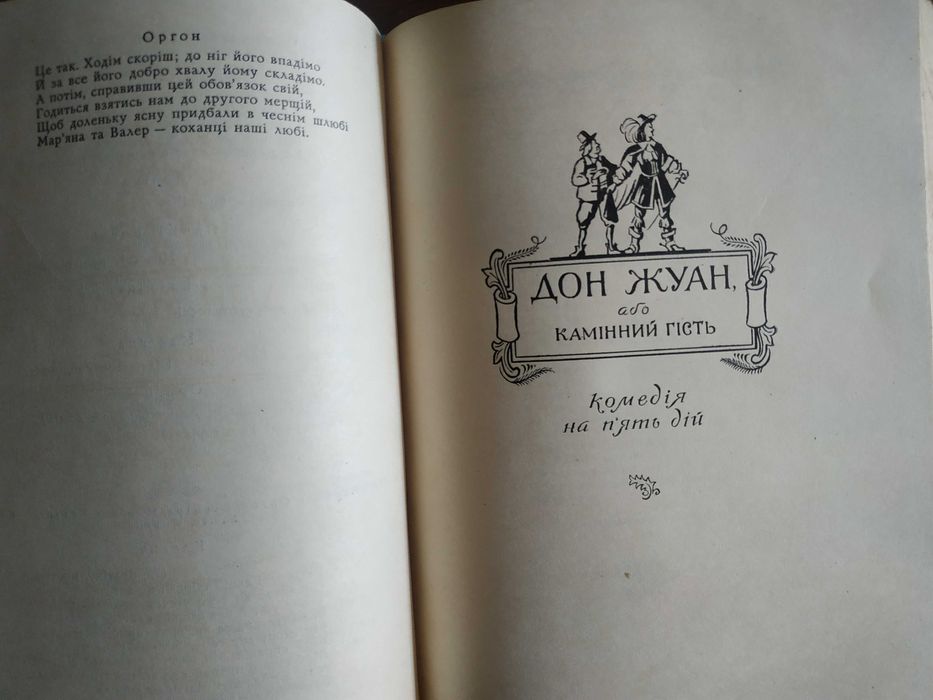 Оргон
Це так. Ходім скоріш; до ніг його впадімо
Й за все його добро хвалу йому складімо.
А потім, справивши цей обов'язок свій,
Годиться взятись нам до другого мерщій,
Щоб доленьку ясну придбали в чеснім шлюбі
Мар'яна та Валер — коханці наші любі.
ДОН ЖУАН,
або
КАМІННИЙ ГІСТЬ
комедія
на п'ять дій